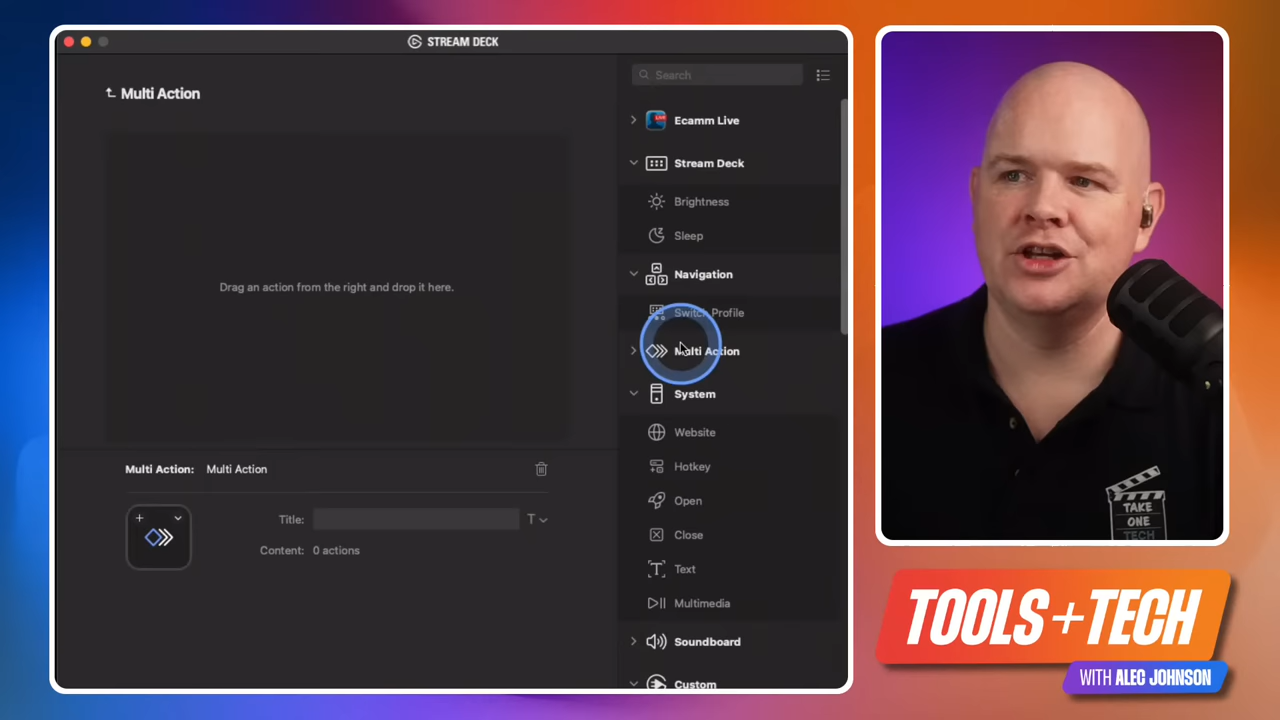 STREAM DECK
Multi Action
Drag an action from the right and drop it here.
Multi Action: Multi Action
Title:
T
Content: 0 actions
Search
Ecamm Live
Stream Deck
Brightness
Sleep
Navigation
Switch Profile
Multi Action
System
Website
Hotkey
Open
Close
Text
Multimedia
Soundboard
Custom
TAKE
ONE
TECH
TOOLS+TECH
WITH ALEC JOHNSON